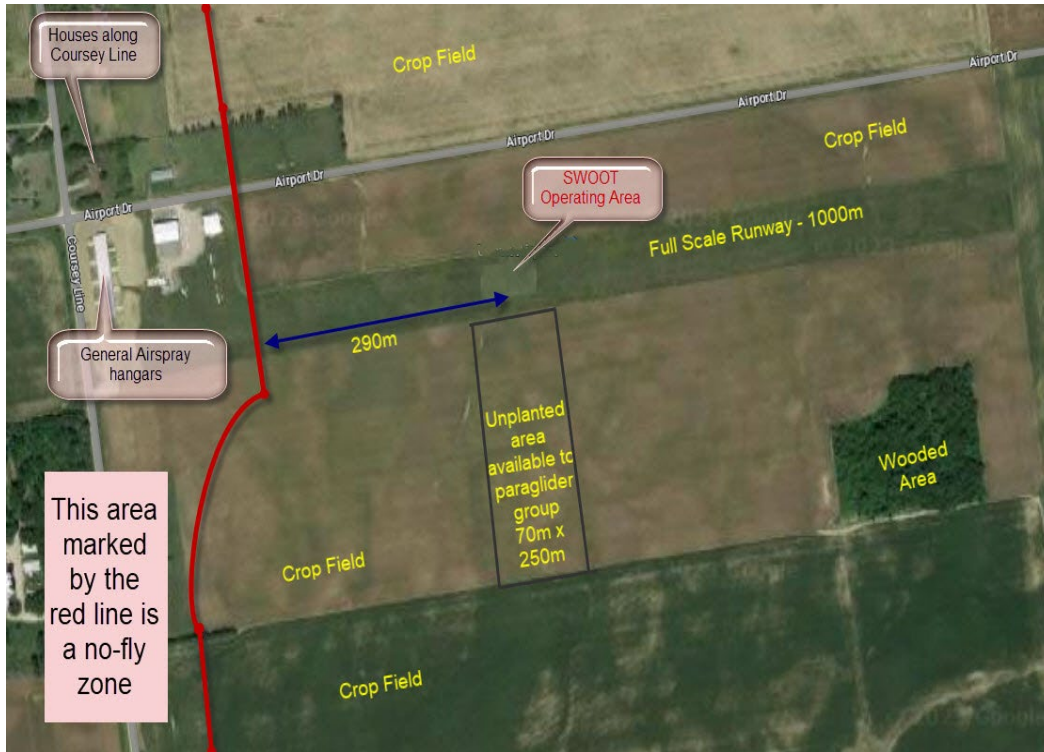 Houses along
Coursey Line
Crop Field
Airport Dr
Airport Dr
Airport Dr
Airport Dr
Airport Dr
Crop Field
SWOOT
Operating Area
Full Scale Runway - 1000m
Coursey Line
290m
General Airspray
hangars
Unplanted
area
available to
paraglider
group
70m x
250m
Wooded
Area
This area
marked
by the
red line is
a no-fly
zone
Crop Field
Crop Field